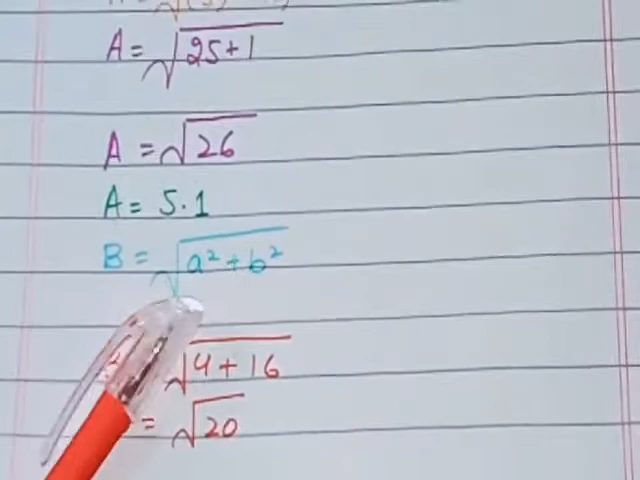 A = √25+1
A = √26
A = 5.1
B = √a²+b²
√4+16
= √20